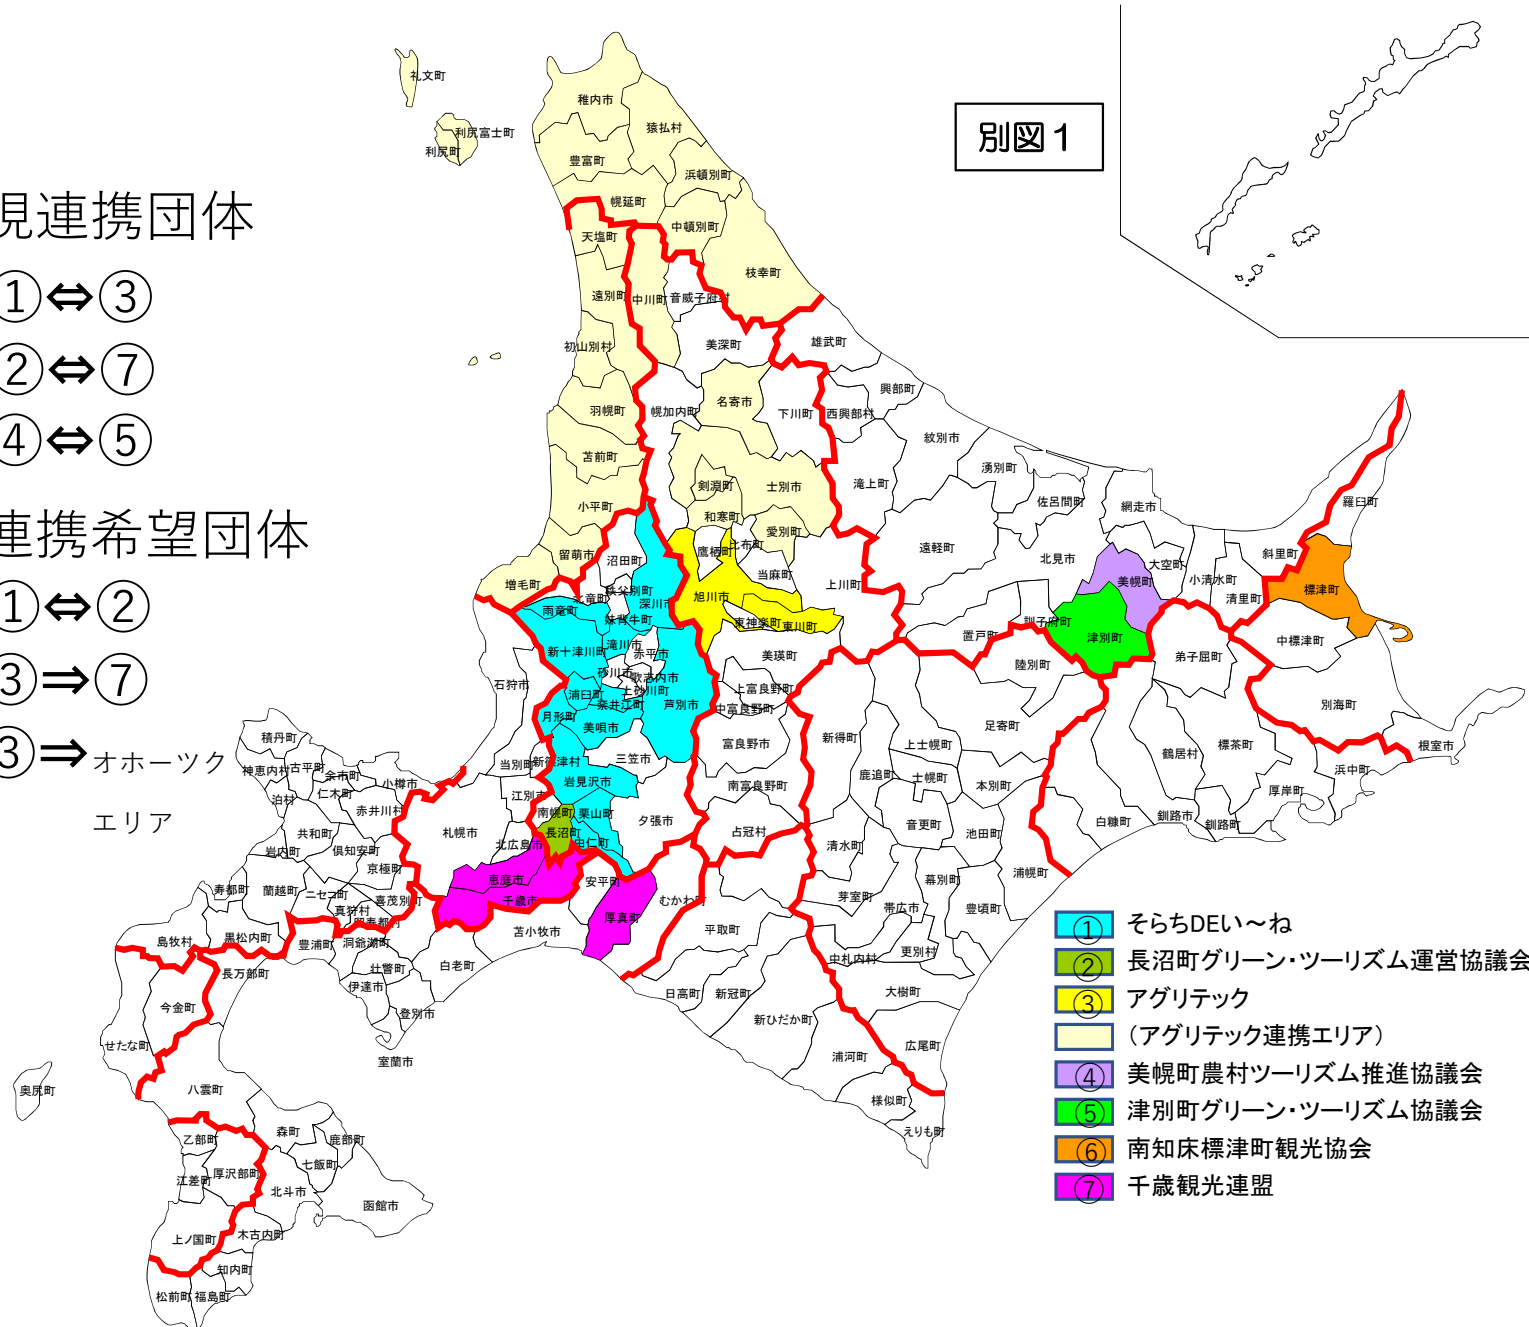 別図１
現連携団体
①⇔③
②⇔⑦
④⇔⑤
連携希望団体
①⇔②
③⇒⑦
③⇒オホーツク
エリア
礼文町
利尻富士町
利尻町
稚内市
猿払村
豊富町
浜頓別町
幌延町
中頓別町
天塩町
枝幸町
遠別町
中川町
音威子府村
初山別村
美深町
雄武町
羽幌町
幌加内町
名寄市
下川町
西興部村
興部町
紋別市
苫前町
剣淵町
士別市
滝上町
湧別町
佐呂間町
網走市
小平町
和寒町
愛別町
遠軽町
北見市
大空町
小清水町
斜里町
羅臼町
留萌市
沼田町
鷹栖町
比布町
当麻町
上川町
美幌町
清里町
標津町
増毛町
北竜町
秩父別町
雨竜町
深川市
妹背牛町
旭川市
東神楽町
東川町
置戸町
訓子府町
津別町
中標津町
新十津川町
滝川市
赤平市
美瑛町
陸別町
弟子屈町
石狩市
砂川市
歌志内市
上砂川町
浦臼町
奈井江町
芦別市
上富良野町
中富良野町
別海町
月形町
美唄市
足寄町
積丹町
富良野市
新得町
上士幌町
鶴居村
標茶町
根室市
神恵内村
古平町
余市町
小樽市
当別町
新篠津村
三笠市
岩見沢市
鹿追町
士幌町
本別町
浜中町
泊村
仁木町
赤井川村
江別市
南幌町
栗山町
南富良野町
厚岸町
共和町
札幌市
長沼町
夕張市
占冠村
音更町
池田町
白糠町
釧路市
釧路町
岩内町
倶知安町
北広島市
由仁町
清水町
京極町
恵庭市
安平町
浦幌町
寿都町
蘭越町
ニセコ町
喜茂別町
千歳市
厚真町
むかわ町
芽室町
幕別町
真狩村
帯広市
豊頃町
島牧村
黒松内町
豊浦町
洞爺湖町
苫小牧市
平取町
更別村
長万部町
壮瞥町
白老町
中札内村
今金町
伊達市
登別市
日高町
新冠町
大樹町
せたな町
室蘭市
新ひだか町
浦河町
広尾町
奥尻町
八雲町
様似町
えりも町
乙部町
森町
鹿部町
江差町
厚沢部町
七飯町
北斗市
函館市
上ノ国町
木古内町
知内町
松前町
福島町
① そらちDEい～ね
② 長沼町グリーン・ツーリズム運営協議会
③ アグリテック
（アグリテック連携エリア）
④ 美幌町農村ツーリズム推進協議会
⑤ 津別町グリーン・ツーリズム協議会
⑥ 南知床標津町観光協会
⑦ 千歳観光連盟